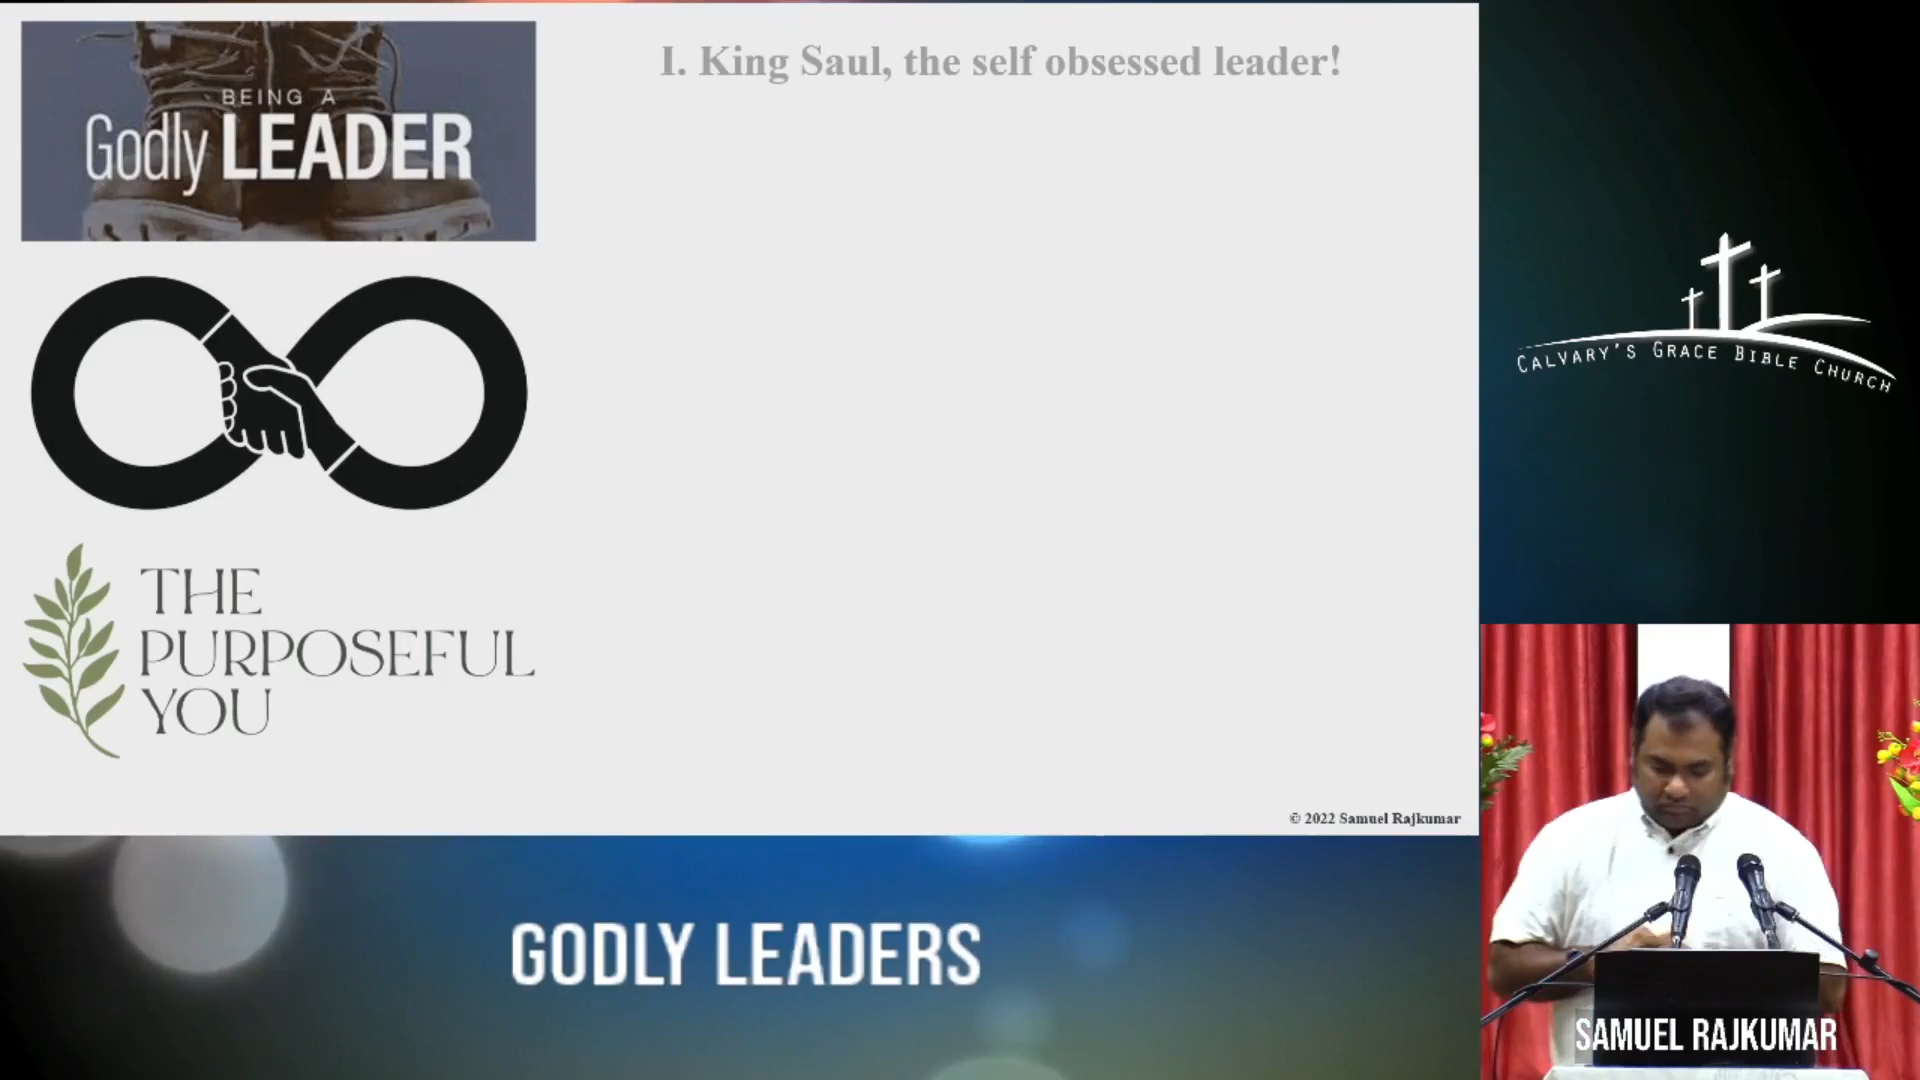 BEING A
Godly LEADER
I. King Saul, the self obsessed leader!
THE
PURPOSEFUL
YOU
© 2022 Samuel Rajkumar
CALVARY'S GRACE BIBLE CHURCH
GODLY LEADERS
SAMUEL RAJKUMAR